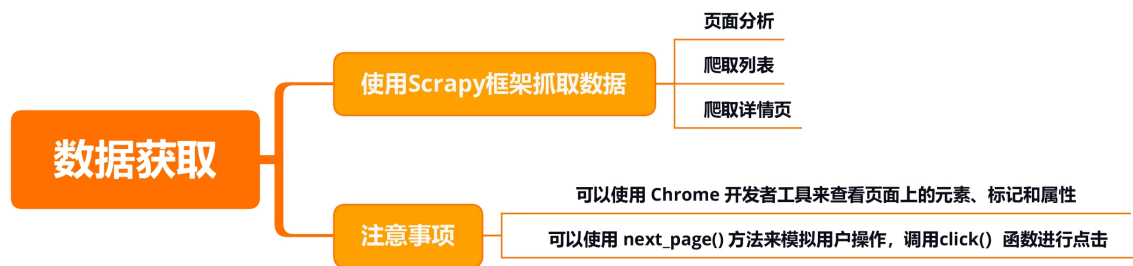 数据获取
使用Scrapy框架抓取数据
页面分析
爬取列表
爬取详情页
注意事项
可以使用 Chrome 开发者工具来查看页面上的元素、标记和属性
可以使用 next_page() 方法来模拟用户操作，调用click()函数进行点击